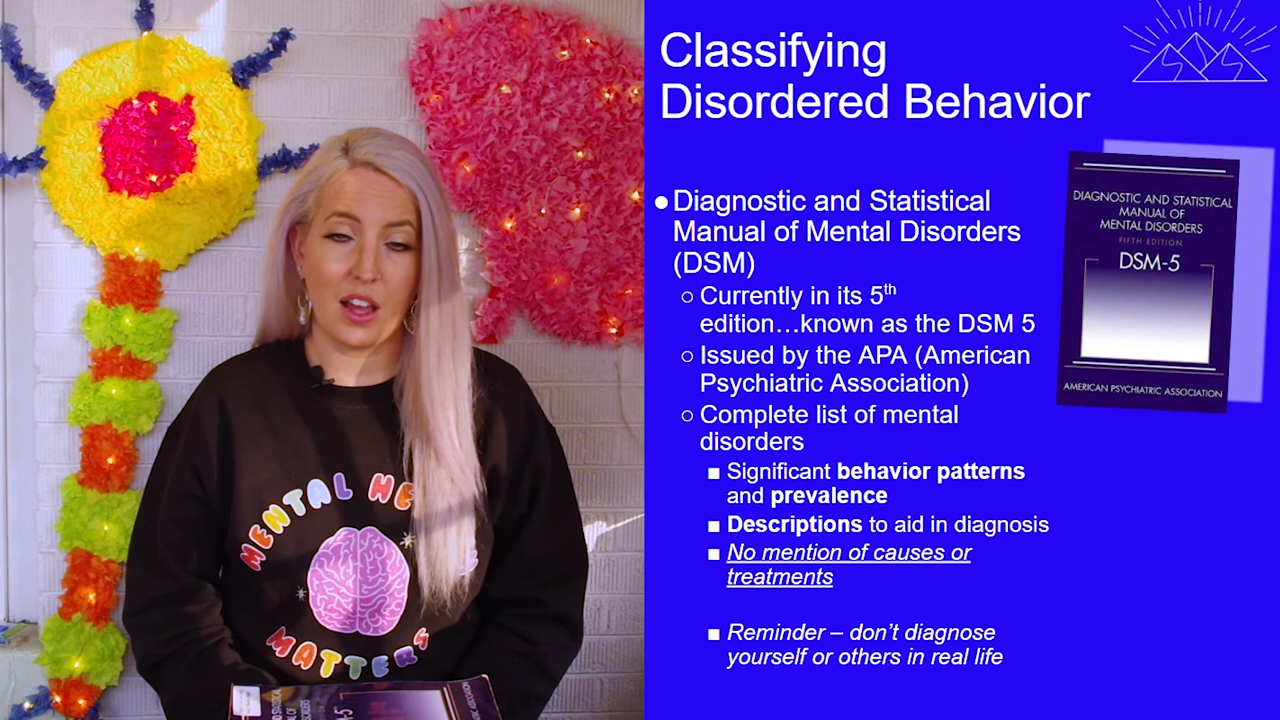 Classifying
Disordered Behavior
● Diagnostic and Statistical
Manual of Mental Disorders
(DSM)
○ Currently in its 5th
edition…known as the DSM 5
○ Issued by the APA (American
Psychiatric Association)
○ Complete list of mental
disorders
■ Significant behavior patterns
and prevalence
■ Descriptions to aid in diagnosis
■ No mention of causes or
treatments
■ Reminder – don’t diagnose
yourself or others in real life
DIAGNOSTIC AND STATISTICAL
MANUAL OF
MENTAL DISORDERS
FIFTH EDITION
DSM-5
AMERICAN PSYCHIATRIC ASSOCIATION
MENTAL HE
MATTERS